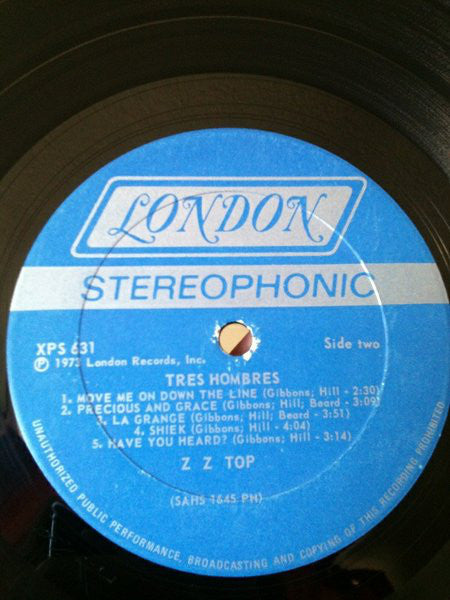 LONDON
STEREOPHONIC
XPS 631
Side two
℗ 1973 London Records, Inc.
TRES HOMBRES
1. MOVE ME ON DOWN THE LINE (Gibbons; Hill - 2:30)
2. PRECIOUS AND GRACE (Gibbons; Hill; Beard - 3:09)
3. LA GRANGE (Gibbons; Hill; Beard - 3:51)
4. SHIEK (Gibbons; Hill - 4:04)
5. HAVE YOU HEARD? (Gibbons; Hill - 3:14)
Z Z TOP
(SAHS 1645 PH)
UNAUTHORIZED PUBLIC PERFORMANCE, BROADCASTING AND COPYING OF THIS RECORDING PROHIBITED